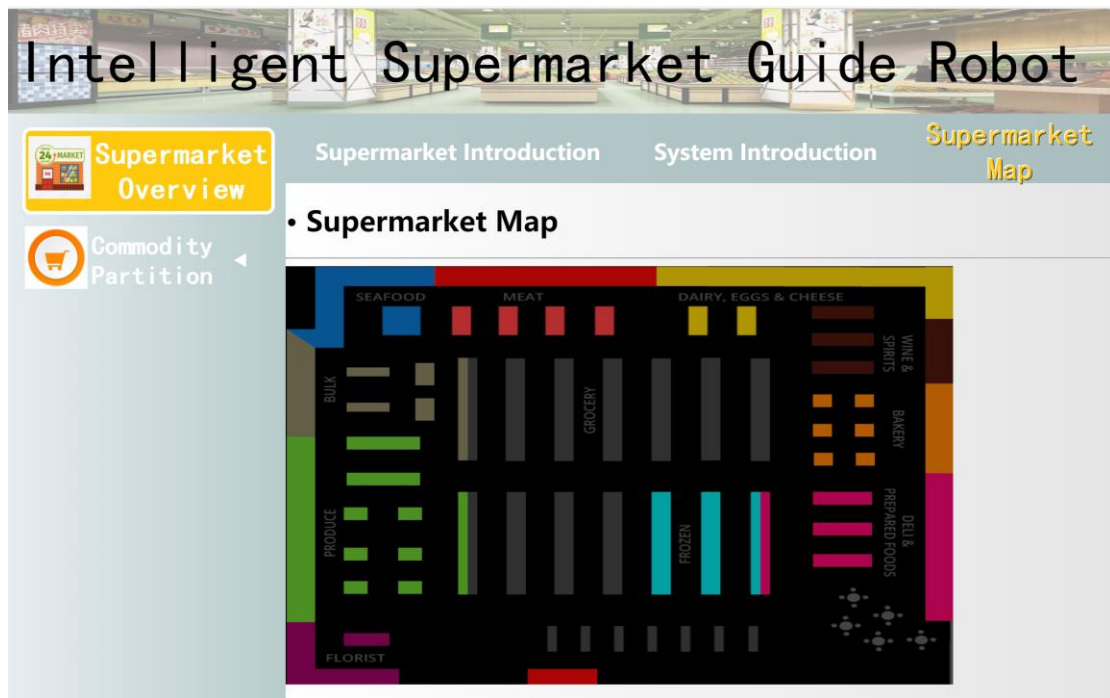 Intelligent Supermarket Guide Robot
24 MARKET
Supermarket
Overview
Supermarket Introduction
System Introduction
Supermarket
Map
Commodity
Partition
• Supermarket Map
SEAFOOD
MEAT
DAIRY, EGGS & CHEESE
WINE &
SPIRITS
BULK
GROCERY
BAKERY
PRODUCE
FROZEN
DELI &
PREPARED FOODS
FLORIST